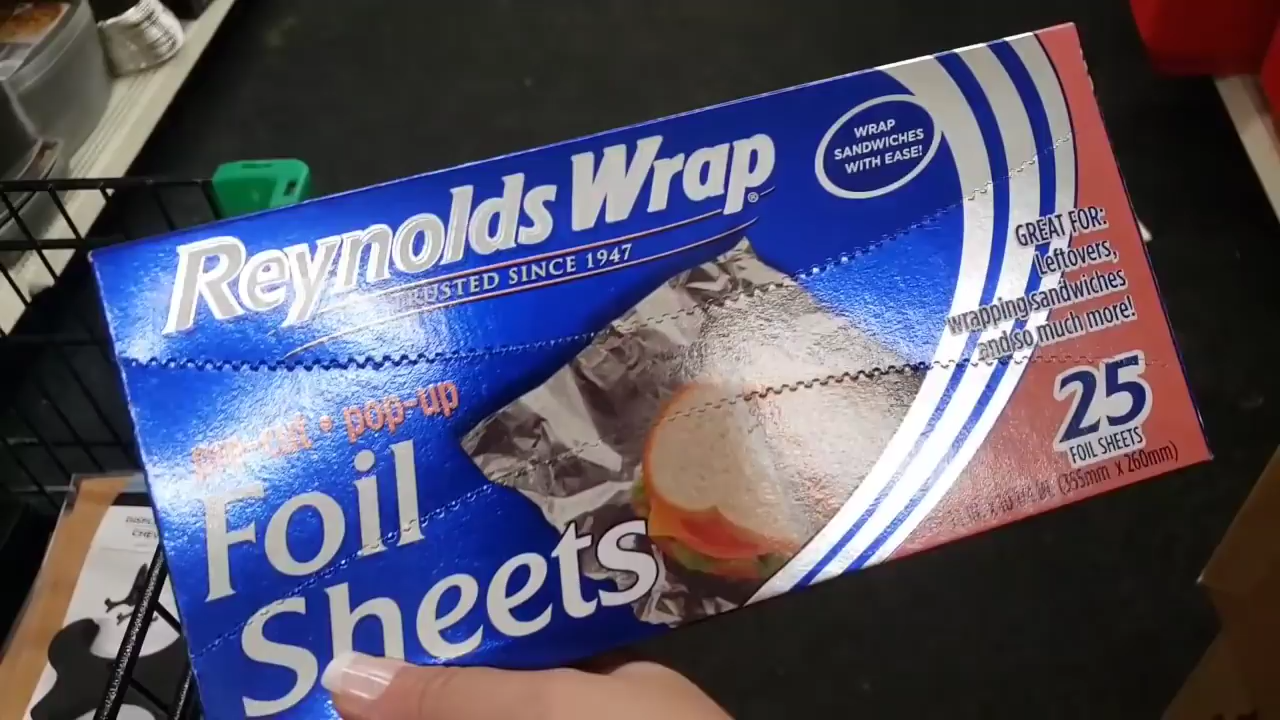 Reynolds Wrap®
TRUSTED SINCE 1947
WRAP
SANDWICHES
WITH EASE!
GREAT FOR:
Leftovers,
wrapping sandwiches
and so much more!
pop-up
Foil
Sheets
25
FOIL SHEETS
(355mm x 260mm)